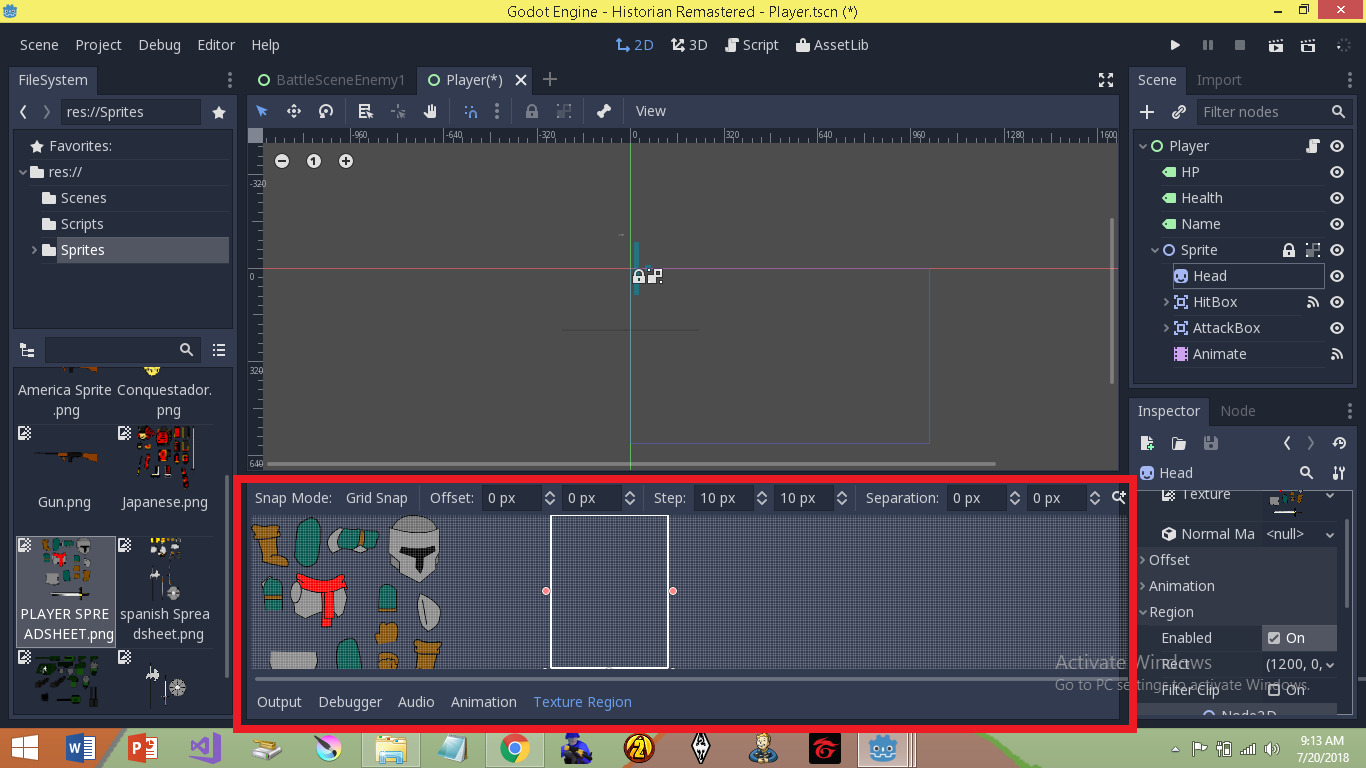 Godot Engine - Historian Remastered - Player.tscn (*)
Scene Project Debug Editor Help
2D 3D Script AssetLib
FileSystem
BattleSceneEnemy1 Player(*)
Scene Import
res://Sprites
View
Filter nodes
-960 -640 -320 0 320 640 960 1280 1600
Favorites:
res://
Scenes
Scripts
Sprites
1
-320
0
320
640
Player
HP
Health
Name
Sprite
Head
HitBox
AttackBox
Animate
America Sprite
.png
Conquestador.
png
Gun.png
Japanese.png
PLAYER SPRE
ADSHEET.png
spanish Sprea
dsheet.png
Inspector Node
Head
Texture
Normal Ma <null>
Offset
Animation
Region
Enabled On
Rect (1200, 0,
Filter Clip On
Node2D
Snap Mode: Grid Snap Offset: 0 px 0 px Step: 10 px 10 px Separation: 0 px 0 px
Output Debugger Audio Animation Texture Region
Activate Windows
Go to PC settings to activate Windows.
9:13 AM
7/20/2018